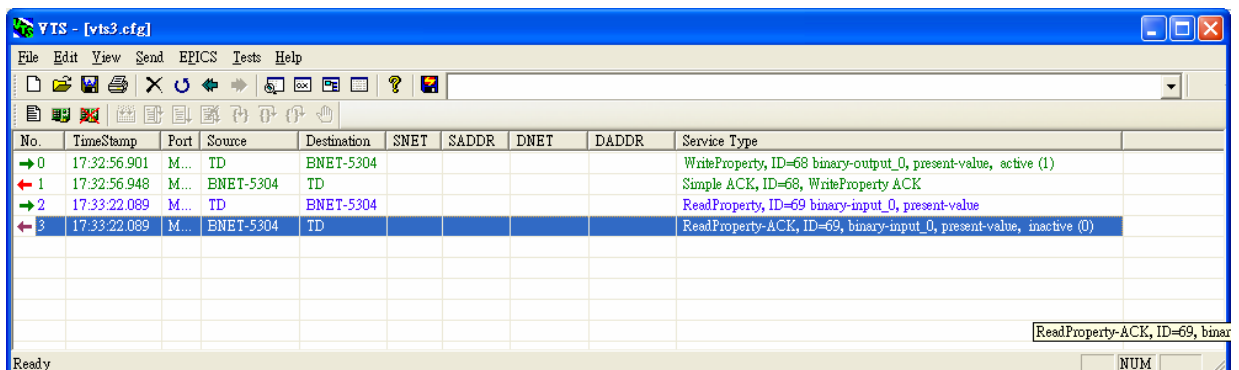 VTS - [vts3.cfg]
File Edit View Send EPICS Tests Help
No. TimeStamp Port Source Destination SNET SADDR DNET DADDR Service Type
0 17:32:56.901 M... TD BNET-5304 WriteProperty, ID=68 binary-output_0, present-value, active (1)
1 17:32:56.948 M... BNET-5304 TD Simple ACK, ID=68, WriteProperty ACK
2 17:33:22.089 M... TD BNET-5304 ReadProperty, ID=69 binary-input_0, present-value
3 17:33:22.089 M... BNET-5304 TD ReadProperty-ACK, ID=69, binary-input_0, present-value, inactive (0)
ReadProperty-ACK, ID=69, binar
Ready NUM